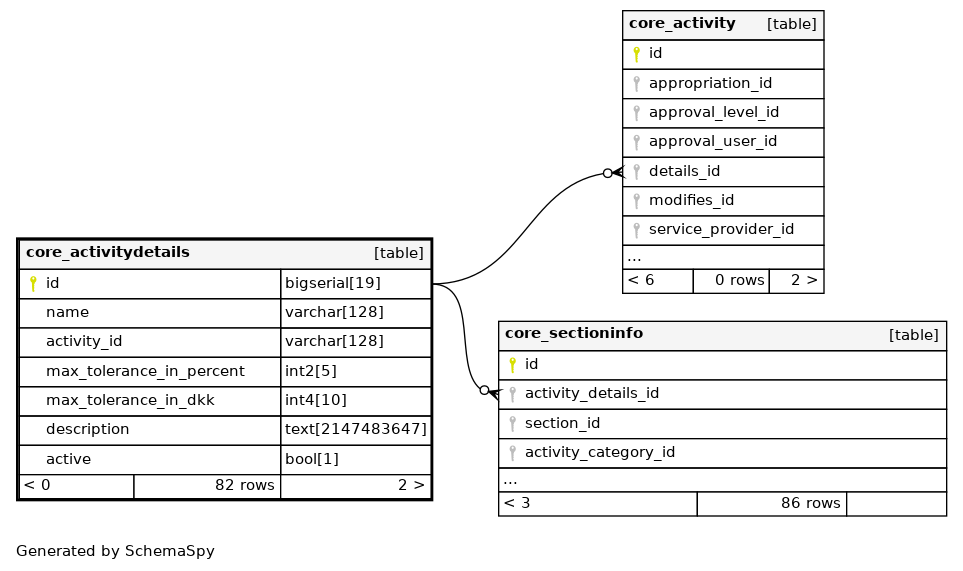 core_activity [table]
id
appropriation_id
approval_level_id
approval_user_id
details_id
modifies_id
service_provider_id
...
< 6 0 rows 2 >
core_activitydetails [table]
id bigserial[19]
name varchar[128]
activity_id varchar[128]
max_tolerance_in_percent int2[5]
max_tolerance_in_dkk int4[10]
description text[2147483647]
active bool[1]
< 0 82 rows 2 >
core_sectioninfo [table]
id
activity_details_id
section_id
activity_category_id
...
< 3 86 rows
Generated by SchemaSpy